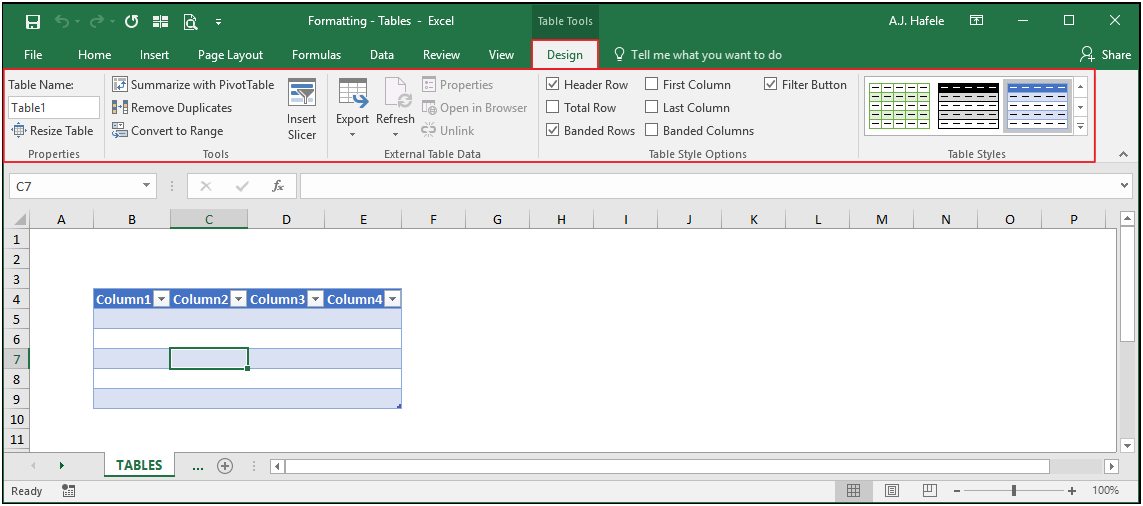 Formatting - Tables - Excel
Table Tools
A.J. Hafele
File Home Insert Page Layout Formulas Data Review View Design Tell me what you want to do Share
Table Name:
Table1
Resize Table
Properties
Summarize with PivotTable
Remove Duplicates
Convert to Range
Insert
Slicer
Tools
Export
Refresh
Properties
Open in Browser
Unlink
External Table Data
Header Row First Column Filter Button
Total Row Last Column
Banded Rows Banded Columns
Table Style Options
Table Styles
C7 fx
A B C D E F G H I J K L M N O P
1
2
3
4 Column1 Column2 Column3 Column4
5
6
7
8
9
10
11
TABLES ...
Ready 100%